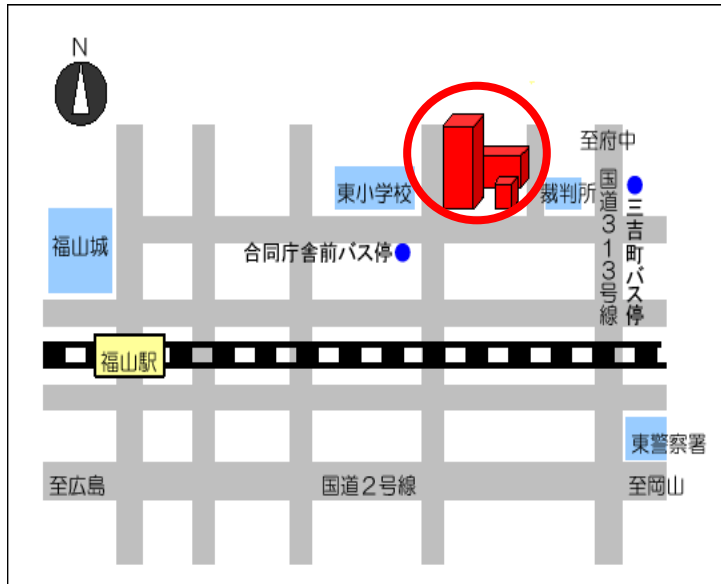 N
至府中
東小学校
裁判所
国道313号線
三吉町バス停
福山城
合同庁舎前バス停
福山駅
東警察署
至広島
国道2号線
至岡山